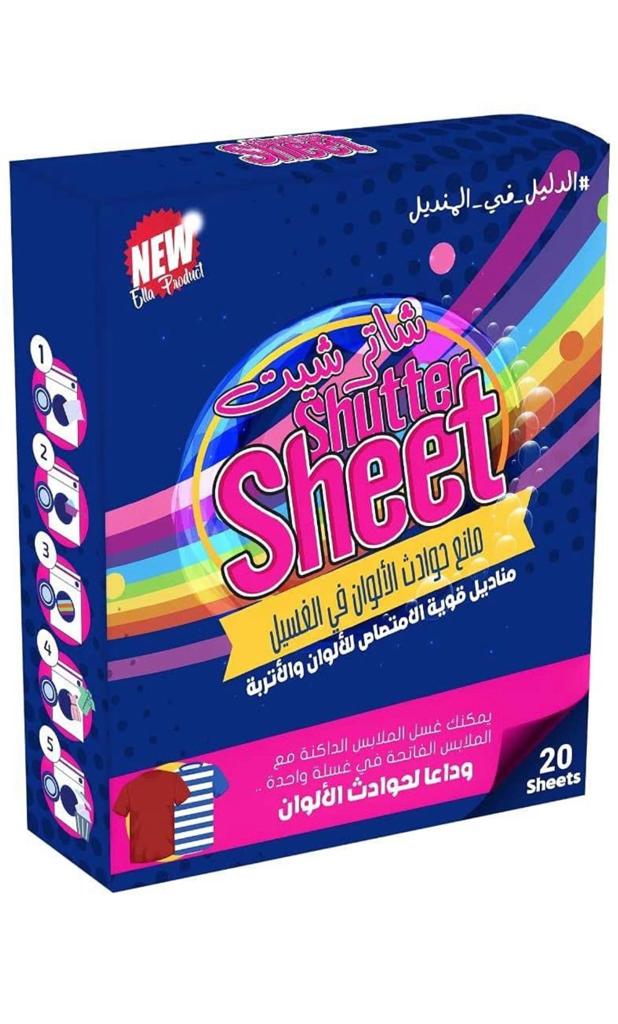 Sheet
#الدليل_في_المنديل
NEW
Ella Product
شاتر شيت
Shutter
Sheet
مانع حوادث الألوان في الغسيل
مناديل قوية الامتصاص للألوان والأتربة
يمكنك غسل الملابس الداكنة مع
الملابس الفاتحة في غسلة واحدة ..
وداعا لحوادث الألوان
20
Sheets
1
2
3
4
5